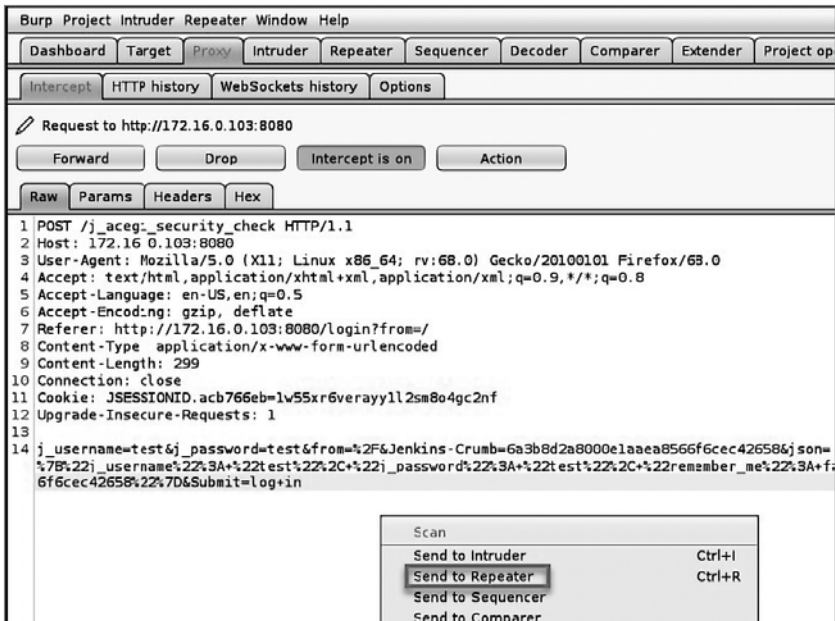 Burp Project Intruder Repeater Window Help
Dashboard Target Proxy Intruder Repeater Sequencer Decoder Comparer Extender Project op
Intercept HTTP history WebSockets history Options
Request to http://172.16.0.103:8080
Forward Drop Intercept is on Action
Raw Params Headers Hex
1 POST /j_acegi_security_check HTTP/1.1
2 Host: 172.16 0.103:8080
3 User-Agent: Mozilla/5.0 (X11; Linux x86_64; rv:68.0) Gecko/20100101 Firefox/68.0
4 Accept: text/html,application/xhtml+xml,application/xml;q=0.9,*/*;q=0.8
5 Accept-Language: en-US,en;q=0.5
6 Accept-Encoding: gzip, deflate
7 Referer: http://172.16.0.103:8080/login?from=/
8 Content-Type application/x-www-form-urlencoded
9 Content-Length: 299
10 Connection: close
11 Cookie: JSESSIONID.acb766eb=1w55xr6verayy1l2sm8o4gc2nf
12 Upgrade-Insecure-Requests: 1
13
14 j_username=test&j_password=test&from=%2F&Jenkins-Crumb=6a3b8d2a8000e1aaea8566f6cec42658&json=
%7B%22j_username%22%3A+%22test%22%2C+%22j_password%22%3A+%22test%22%2C+%22remember_me%22%3A+fa
6f6cec42658%22%7D&Submit=log+in
Scan
Send to Intruder Ctrl+I
Send to Repeater Ctrl+R
Send to Sequencer
Send to Comparer